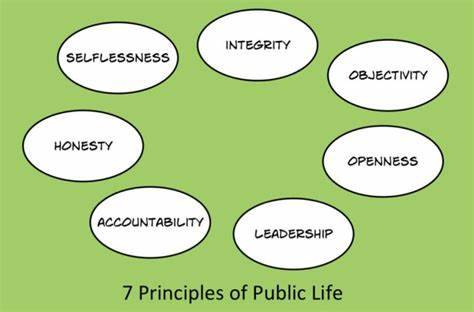 SELFLESSNESS
INTEGRITY
OBJECTIVITY
HONESTY
OPENNESS
ACCOUNTABILITY
LEADERSHIP
7 Principles of Public Life